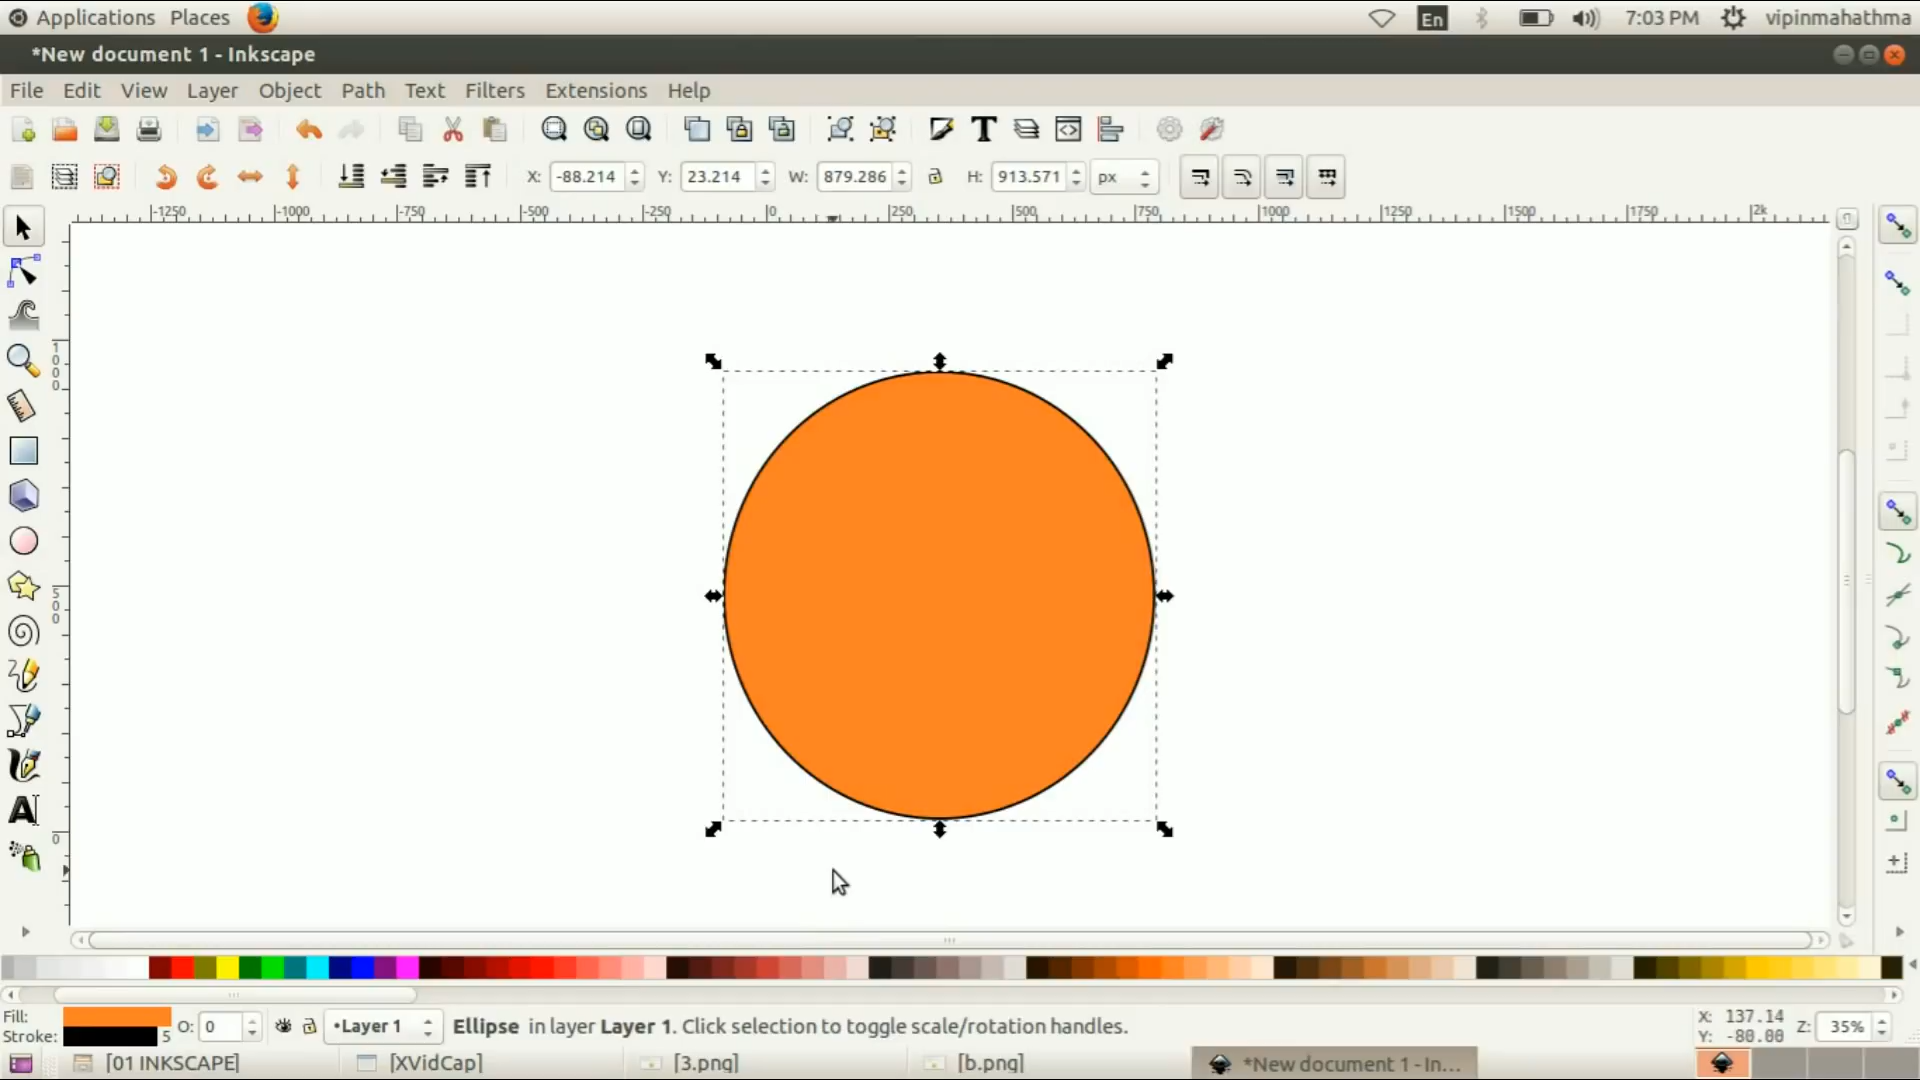 Applications Places En 7:03 PM vipinmahathma
*New document 1 - Inkscape
File Edit View Layer Object Path Text Filters Extensions Help
X: -88.214 Y: 23.214 W: 879.286 H: 913.571 px
-1250 -1000 -750 -500 -250 0 250 500 750 1000 1250 1500 1750 2k
1000
500
0
Fill:
Stroke: 5 O: 0 •Layer 1 Ellipse in layer Layer 1. Click selection to toggle scale/rotation handles.
X: 137.14
Y: -80.00 Z: 35%
[01 INKSCAPE] [XVidCap] [3.png] [b.png] *New document 1 - In...